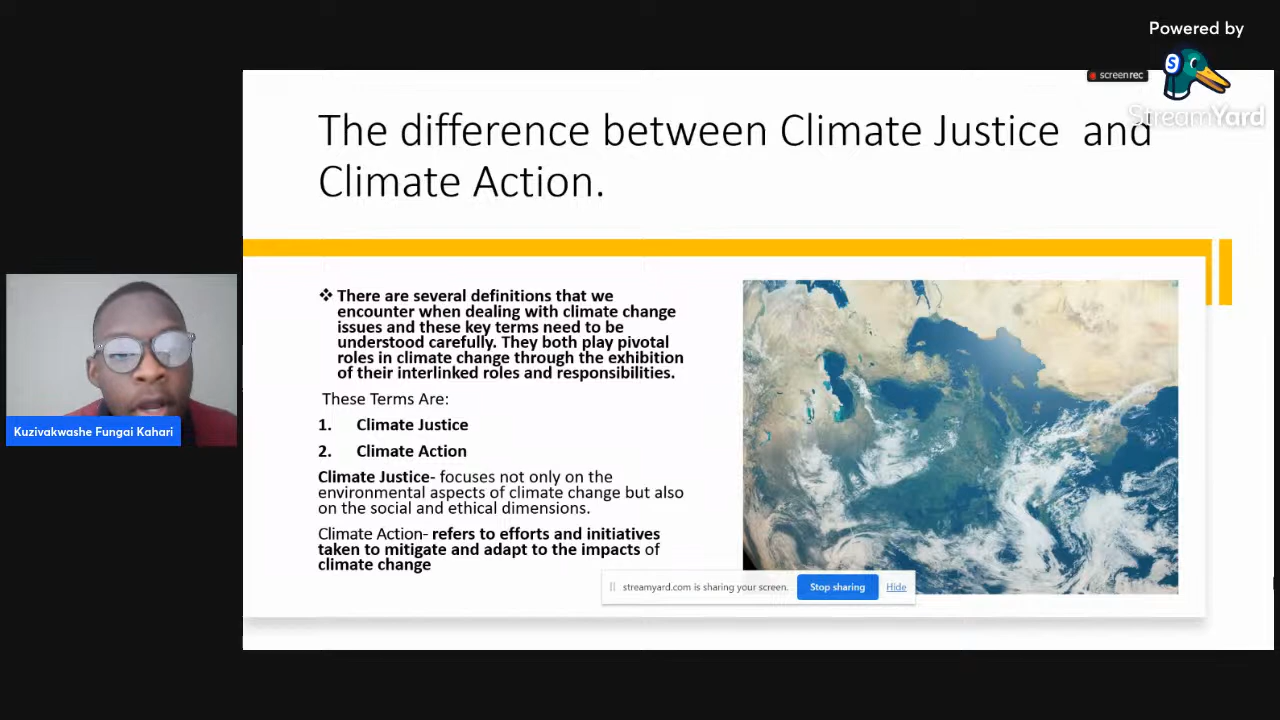 Powered by
screenrec
StreamYard
The difference between Climate Justice and
Climate Action.
❖ There are several definitions that we
encounter when dealing with climate change
issues and these key terms need to be
understood carefully. They both play pivotal
roles in climate change through the exhibition
of their interlinked roles and responsibilities.
These Terms Are:
1. Climate Justice
2. Climate Action
Climate Justice- focuses not only on the
environmental aspects of climate change but also
on the social and ethical dimensions.
Climate Action- refers to efforts and initiatives
taken to mitigate and adapt to the impacts of
climate change
Kuzivakwashe Fungai Kahari
streamyard.com is sharing your screen. Stop sharing Hide